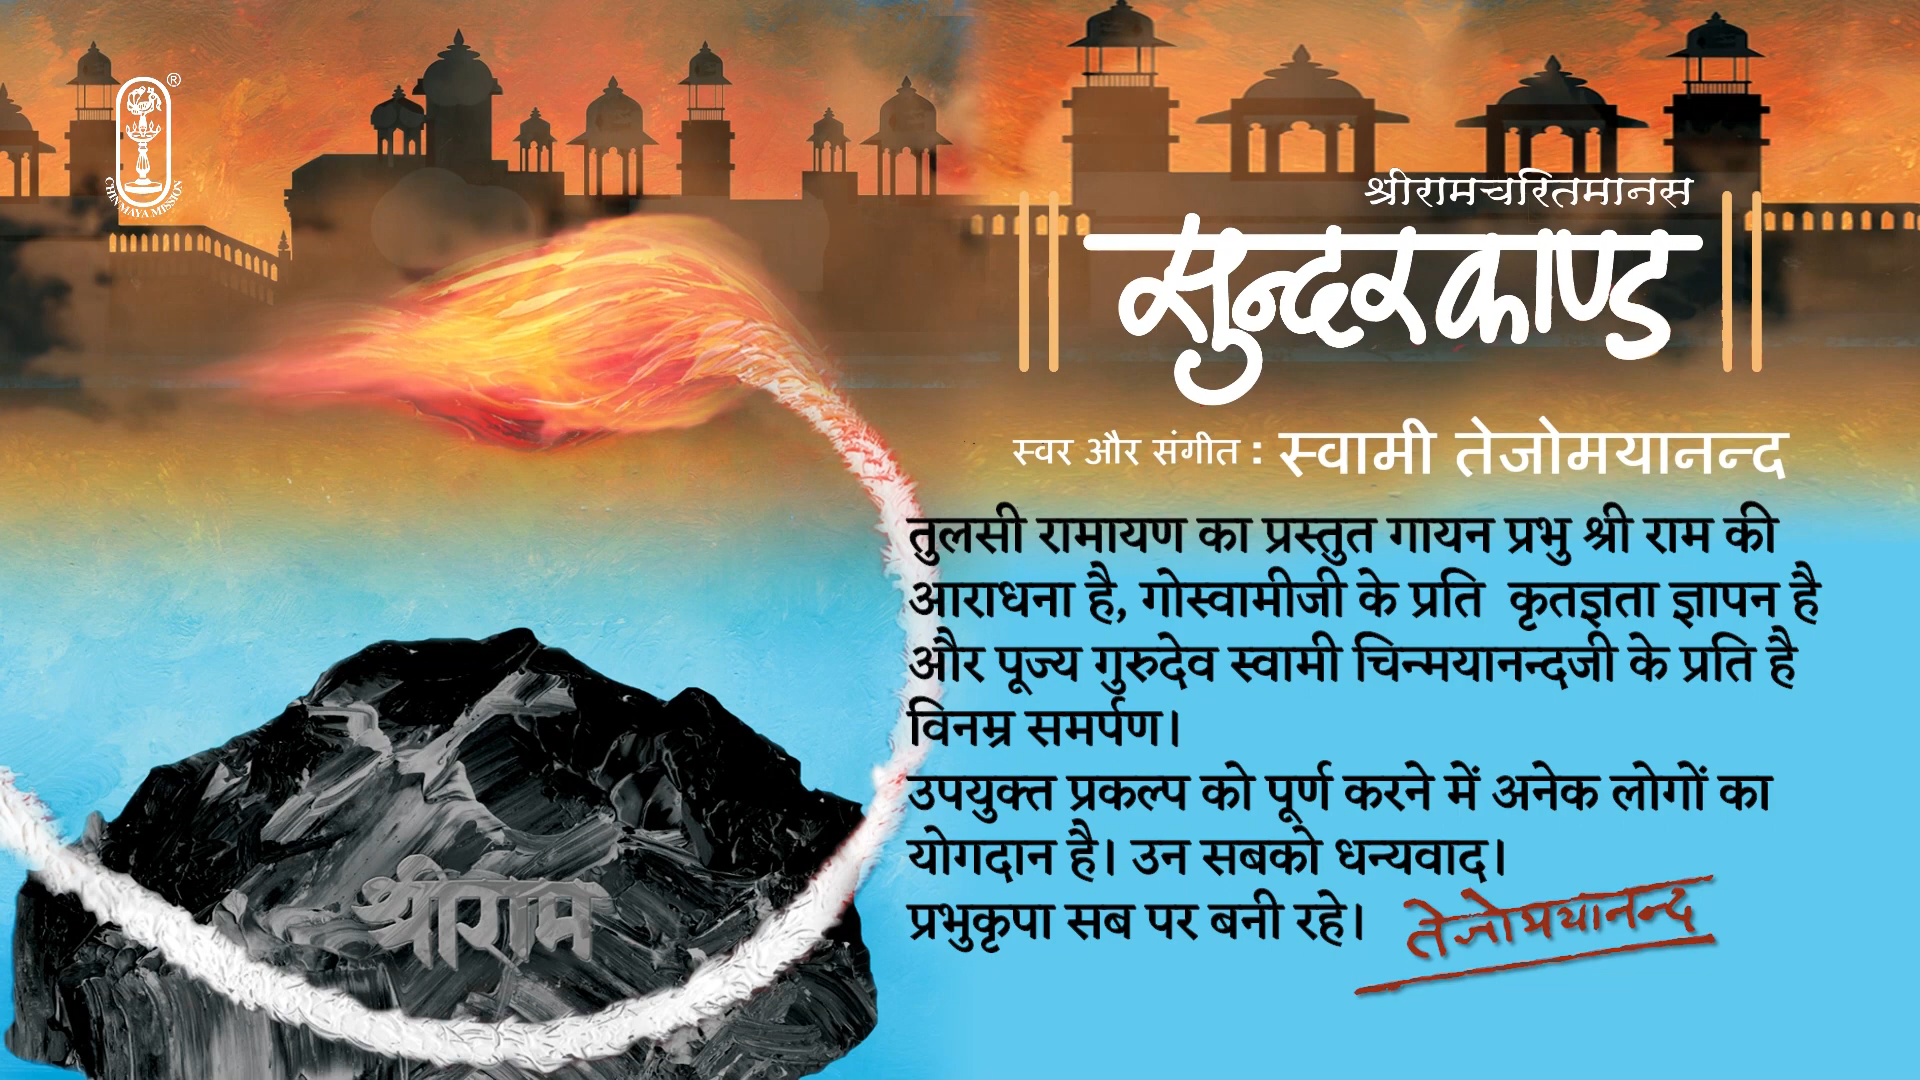 ®
CHINMAYA MISSION
श्रीरामचरितमानस
॥ सुन्दरकाण्ड ॥
स्वर और संगीत : स्वामी तेजोमयानन्द
तुलसी रामायण का प्रस्तुत गायन प्रभु श्री राम की
आराधना है, गोस्वामीजी के प्रति कृतज्ञता ज्ञापन है
और पूज्य गुरुदेव स्वामी चिन्मयानन्दजी के प्रति है
विनम्र समर्पण।
उपयुक्त प्रकल्प को पूर्ण करने में अनेक लोगों का
योगदान है। उन सबको धन्यवाद।
प्रभुकृपा सब पर बनी रहे।
तेजोमयानन्द
श्रीराम